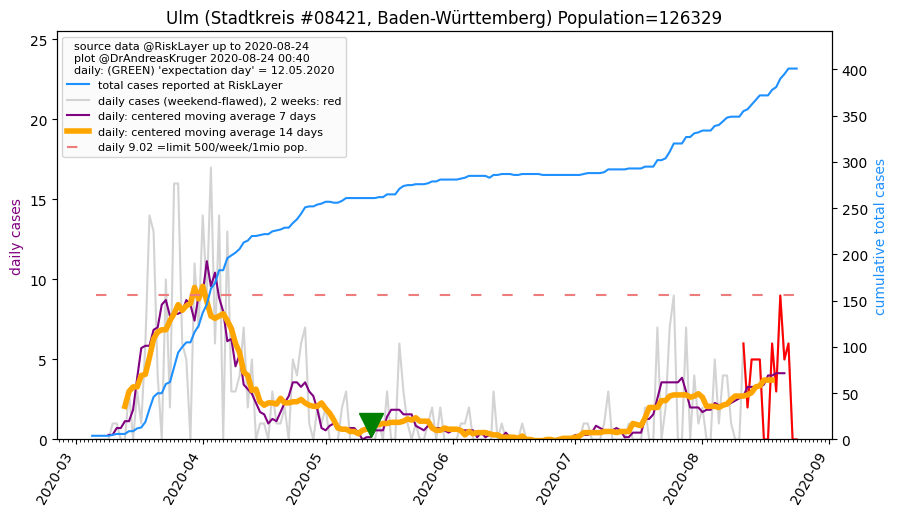 Ulm (Stadtkreis #08421, Baden-Württemberg) Population=126329
source data @RiskLayer up to 2020-08-24
plot @DrAndreasKruger 2020-08-24 00:40
daily: (GREEN) 'expectation day' = 12.05.2020
total cases reported at RiskLayer
daily cases (weekend-flawed), 2 weeks: red
daily: centered moving average 7 days
daily: centered moving average 14 days
daily 9.02 =limit 500/week/1mio pop.
daily cases
25
20
15
10
5
0
cumulative total cases
400
350
300
250
200
150
100
50
0
2020-03
2020-04
2020-05
2020-06
2020-07
2020-08
2020-09